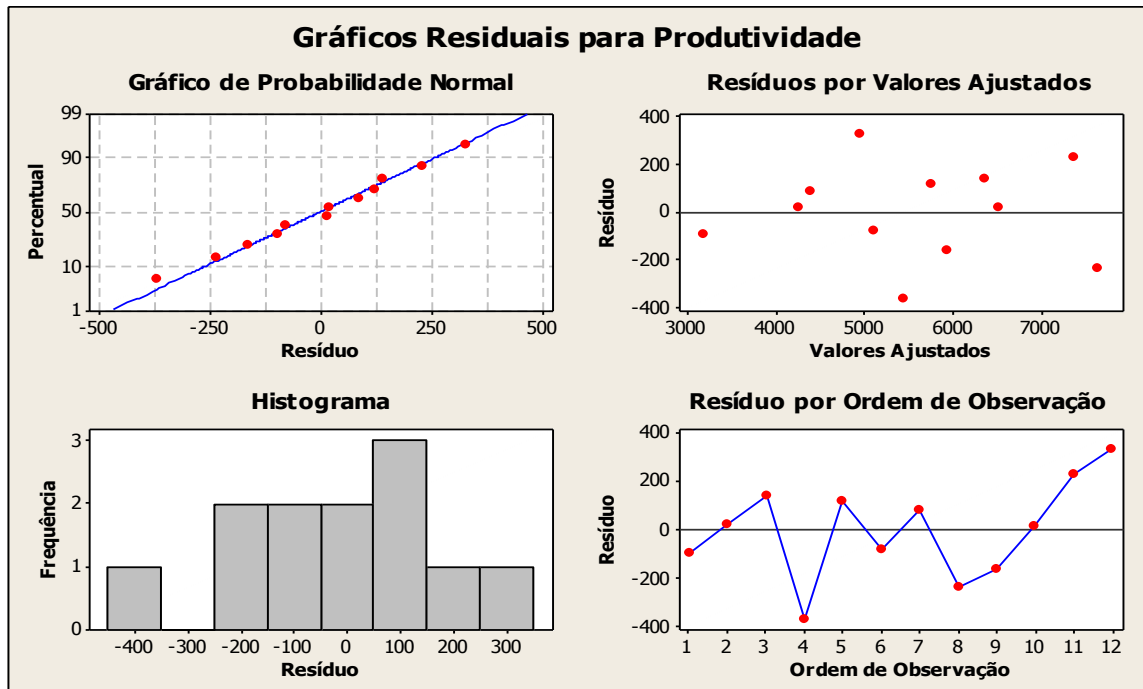 Gráficos Residuais para Produtividade
Gráfico de Probabilidade Normal
99
90
50
10
1
Percentual
-500 -250 0 250 500
Resíduo
Resíduos por Valores Ajustados
400
200
0
-200
-400
Resíduo
3000 4000 5000 6000 7000
Valores Ajustados
Histograma
3
2
1
0
Frequência
-400 -300 -200 -100 0 100 200 300
Resíduo
Resíduo por Ordem de Observação
400
200
0
-200
-400
Resíduo
1 2 3 4 5 6 7 8 9 10 11 12
Ordem de Observação